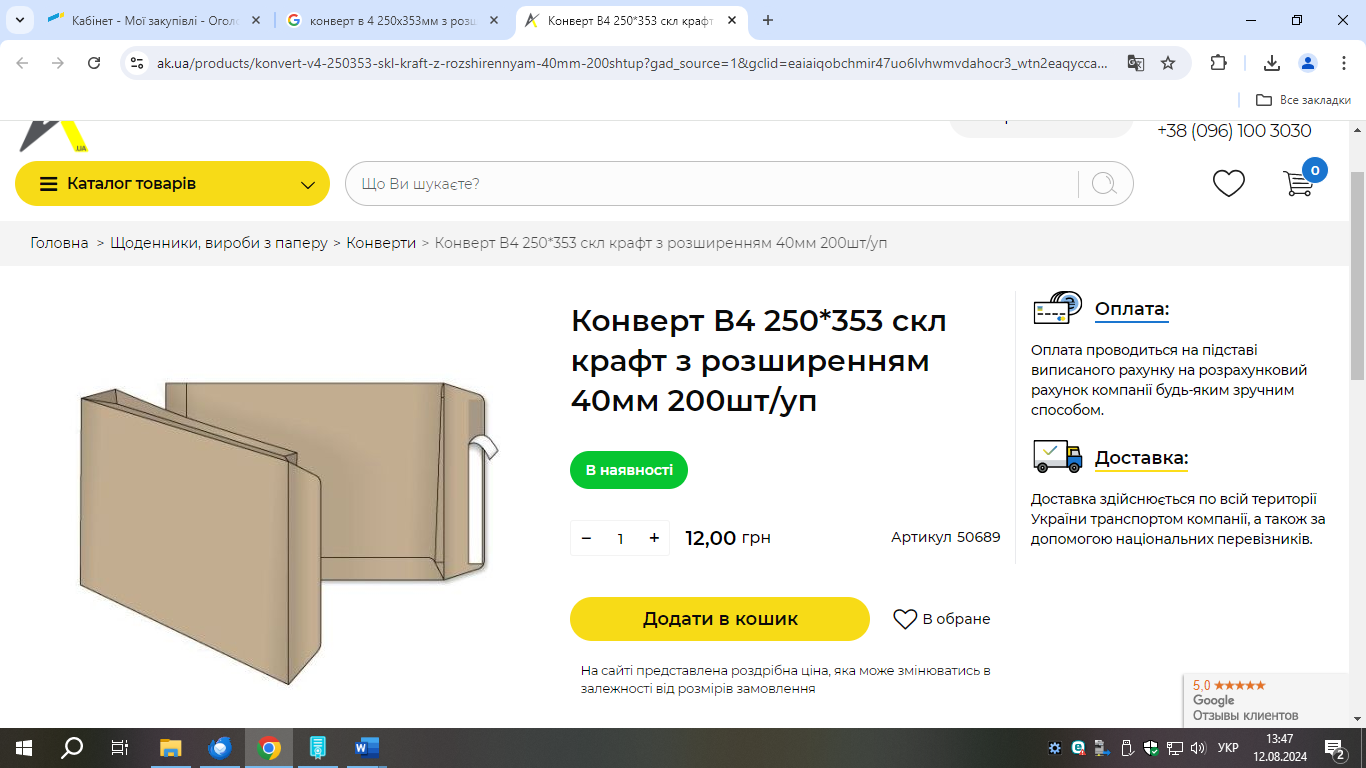 Кабінет - Мої закупівлі - Огол
конверт в 4 250х353мм з розш
Конверт В4 250*353 скл крафт
ak.ua/products/konvert-v4-250353-skl-kraft-z-rozshirennyam-40mm-200shtup?gad_source=1&gclid=eaiaiqobchmir47uo6lvhwmvdahocr3_wtn2eaqycca...
Все закладки
.UA
+38 (096) 100 3030
Каталог товарів
Що Ви шукаєте?
0
Головна > Щоденники, вироби з паперу > Конверти > Конверт В4 250*353 скл крафт з розширенням 40мм 200шт/уп
Конверт В4 250*353 скл
крафт з розширенням
40мм 200шт/уп
В наявності
− 1 + 12,00 грн
Артикул 50689
Додати в кошик
В обране
На сайті представлена роздрібна ціна, яка може змінюватись в
залежності від розмірів замовлення
Оплата:
Оплата проводиться на підставі
виписаного рахунку на розрахунковий
рахунок компанії будь-яким зручним
способом.
Доставка:
Доставка здійснюється по всій території
України транспортом компанії, а також за
допомогою національних перевізників.
5,0 ★★★★★
Google
Отзывы клиентов
УКР
13:47
12.08.2024
2